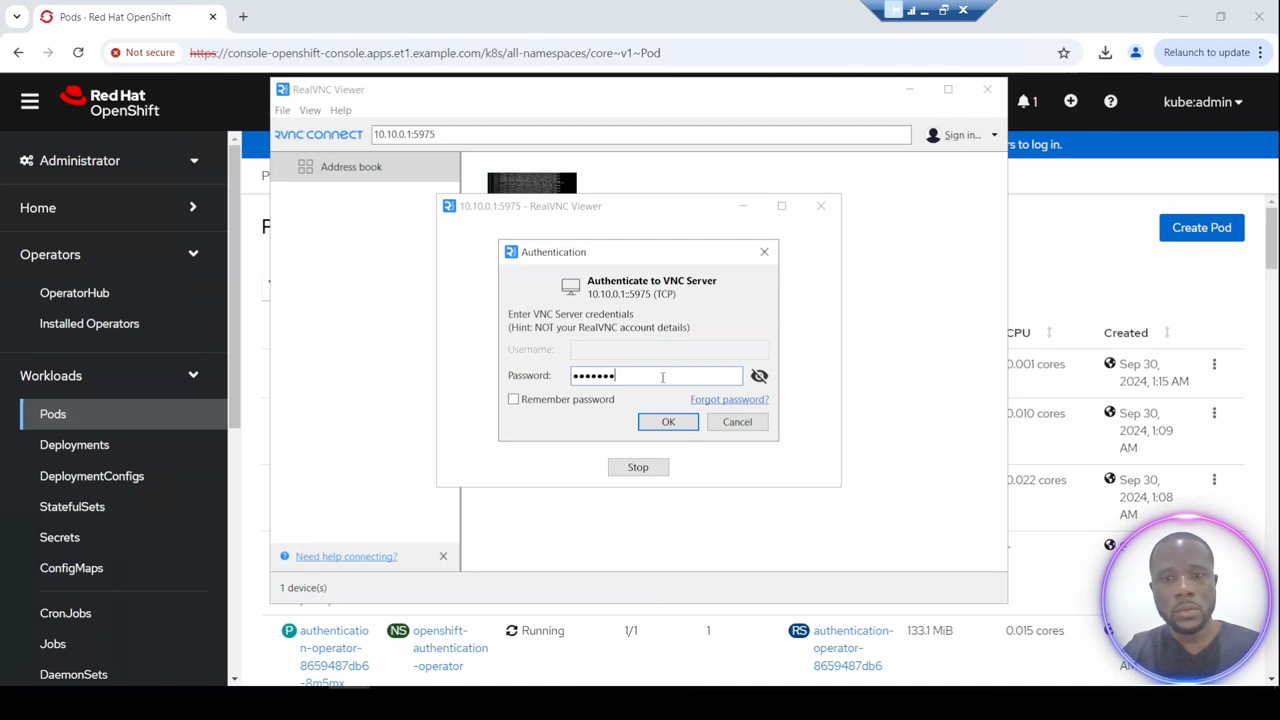 Pods · Red Hat OpenShift
Not secure
https://console-openshift-console.apps.et1.example.com/k8s/all-namespaces/core~v1~Pod
Relaunch to update
Red Hat
OpenShift
1
kube:admin
rs to log in.
Administrator
Home
Operators
OperatorHub
Installed Operators
Workloads
Pods
Deployments
DeploymentConfigs
StatefulSets
Secrets
ConfigMaps
CronJobs
Jobs
DaemonSets
RealVNC Viewer
File View Help
RVNC CONNECT
10.10.0.1:5975
Sign in...
Address book
10.10.0.1:5975 - RealVNC Viewer
Authentication
Authenticate to VNC Server
10.10.0.1::5975 (TCP)
Enter VNC Server credentials
(Hint: NOT your RealVNC account details)
Username:
Password: •••••••
Remember password
Forgot password?
OK
Cancel
Stop
Need help connecting?
1 device(s)
P
F
Create Pod
CPU
Created
0.001 cores
Sep 30,
2024, 1:15 AM
0.010 cores
Sep 30,
2024, 1:09
AM
0.022 cores
Sep 30,
2024, 1:08
AM
-
P
authenticatio
n-operator-
8659487db6
-8m5mx
NS
openshift-
authentication
-operator
Running
1/1
1
RS
authentication-
operator-
8659487db6
133.1 MiB
0.015 cores